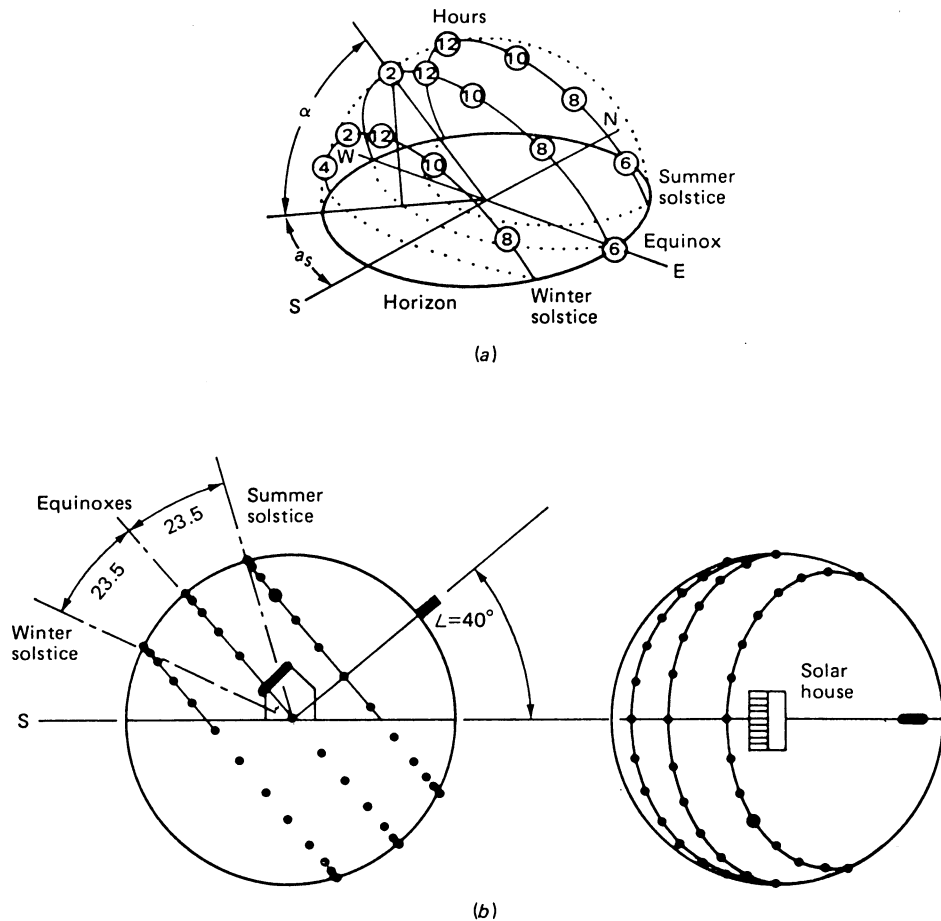 Hours
12
2
12
10
10
8
α
N
2
12
W
10
8
6
4
Summer
solstice
8
6
Equinox
a_s
E
S
Horizon
Winter
solstice
(a)
Equinoxes
Summer
solstice
23.5
23.5
L=40°
Winter
solstice
Solar
house
S
(b)